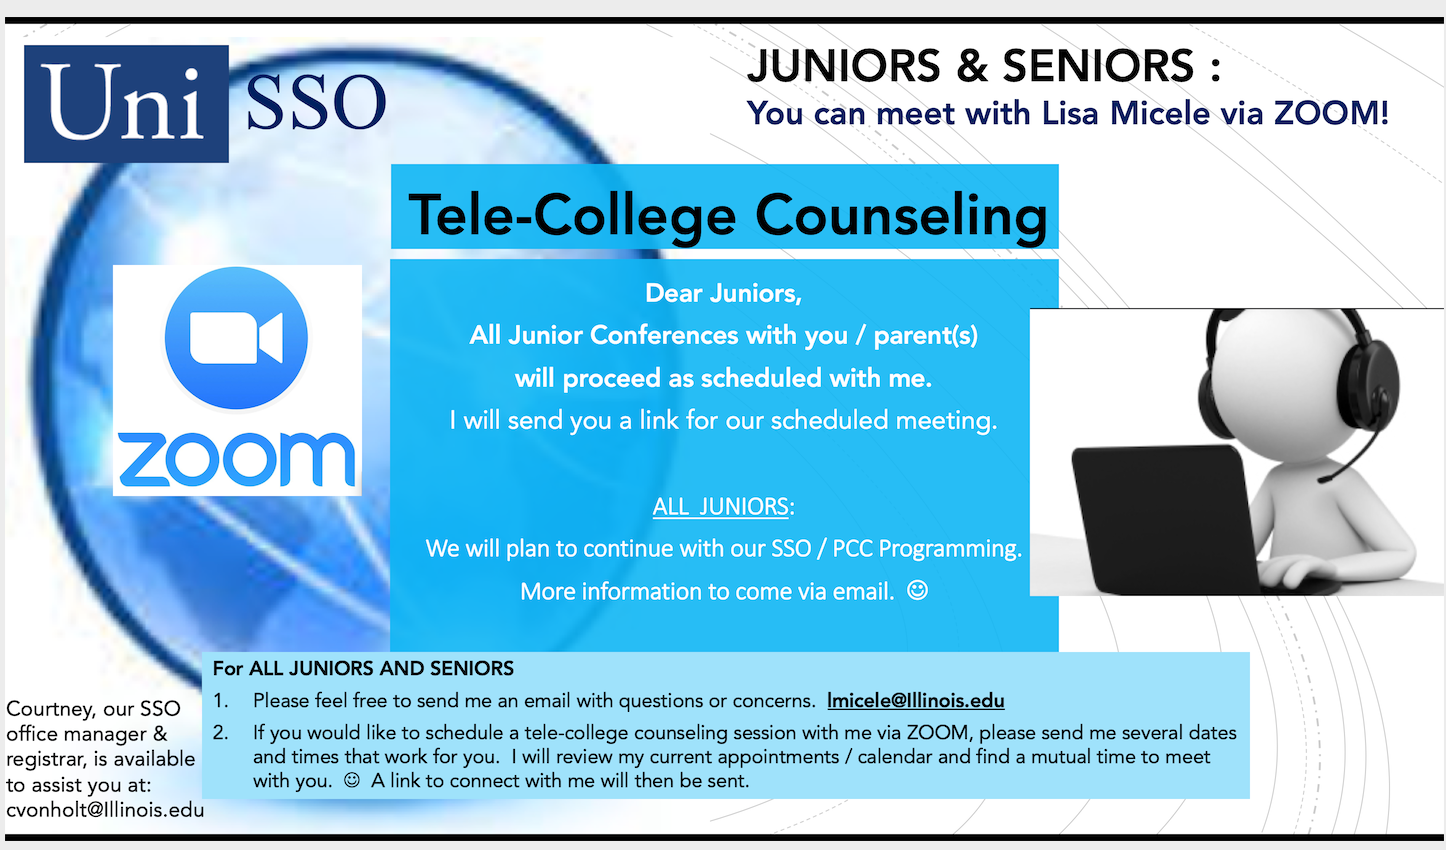 Uni SSO
JUNIORS & SENIORS :
You can meet with Lisa Micele via ZOOM!
Tele-College Counseling
zoom
Dear Juniors,
All Junior Conferences with you / parent(s)
will proceed as scheduled with me.
I will send you a link for our scheduled meeting.
ALL JUNIORS:
We will plan to continue with our SSO / PCC Programming.
More information to come via email. ☺
For ALL JUNIORS AND SENIORS
1. Please feel free to send me an email with questions or concerns. lmicele@Illinois.edu
2. If you would like to schedule a tele-college counseling session with me via ZOOM, please send me several dates
and times that work for you. I will review my current appointments / calendar and find a mutual time to meet
with you. ☺ A link to connect with me will then be sent.
Courtney, our SSO
office manager &
registrar, is available
to assist you at:
cvonholt@Illinois.edu